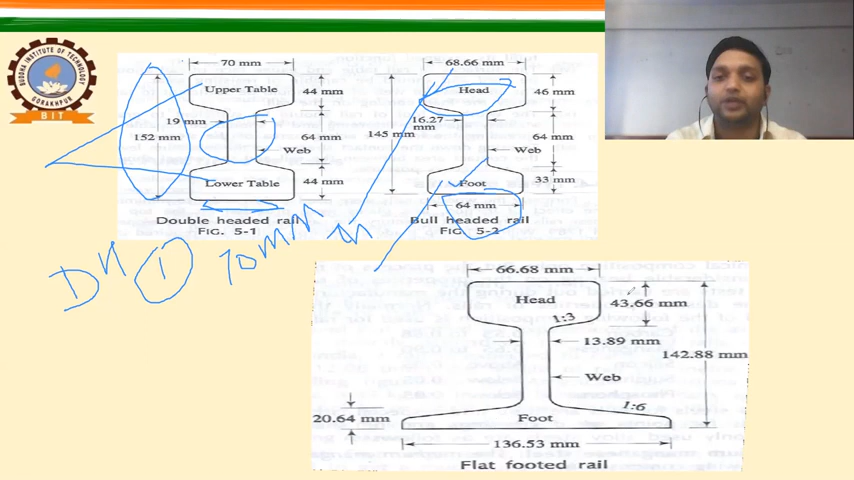 BUDDHA INSTITUTE OF TECHNOLOGY
GORAKHPUR
BIT
70 mm
Upper Table
44 mm
19 mm
152 mm
64 mm
Web
Lower Table
44 mm
Double headed rail
FIG. 5-1
68.66 mm
Head
46 mm
16.27
mm
145 mm
64 mm
Web
Foot
33 mm
64 mm
Bull headed rail
FIG. 5-2
DH 1 70mm
66.68 mm
Head
43.66 mm
1:3
13.89 mm
142.88 mm
Web
1:6
20.64 mm
Foot
136.53 mm
Flat footed rail